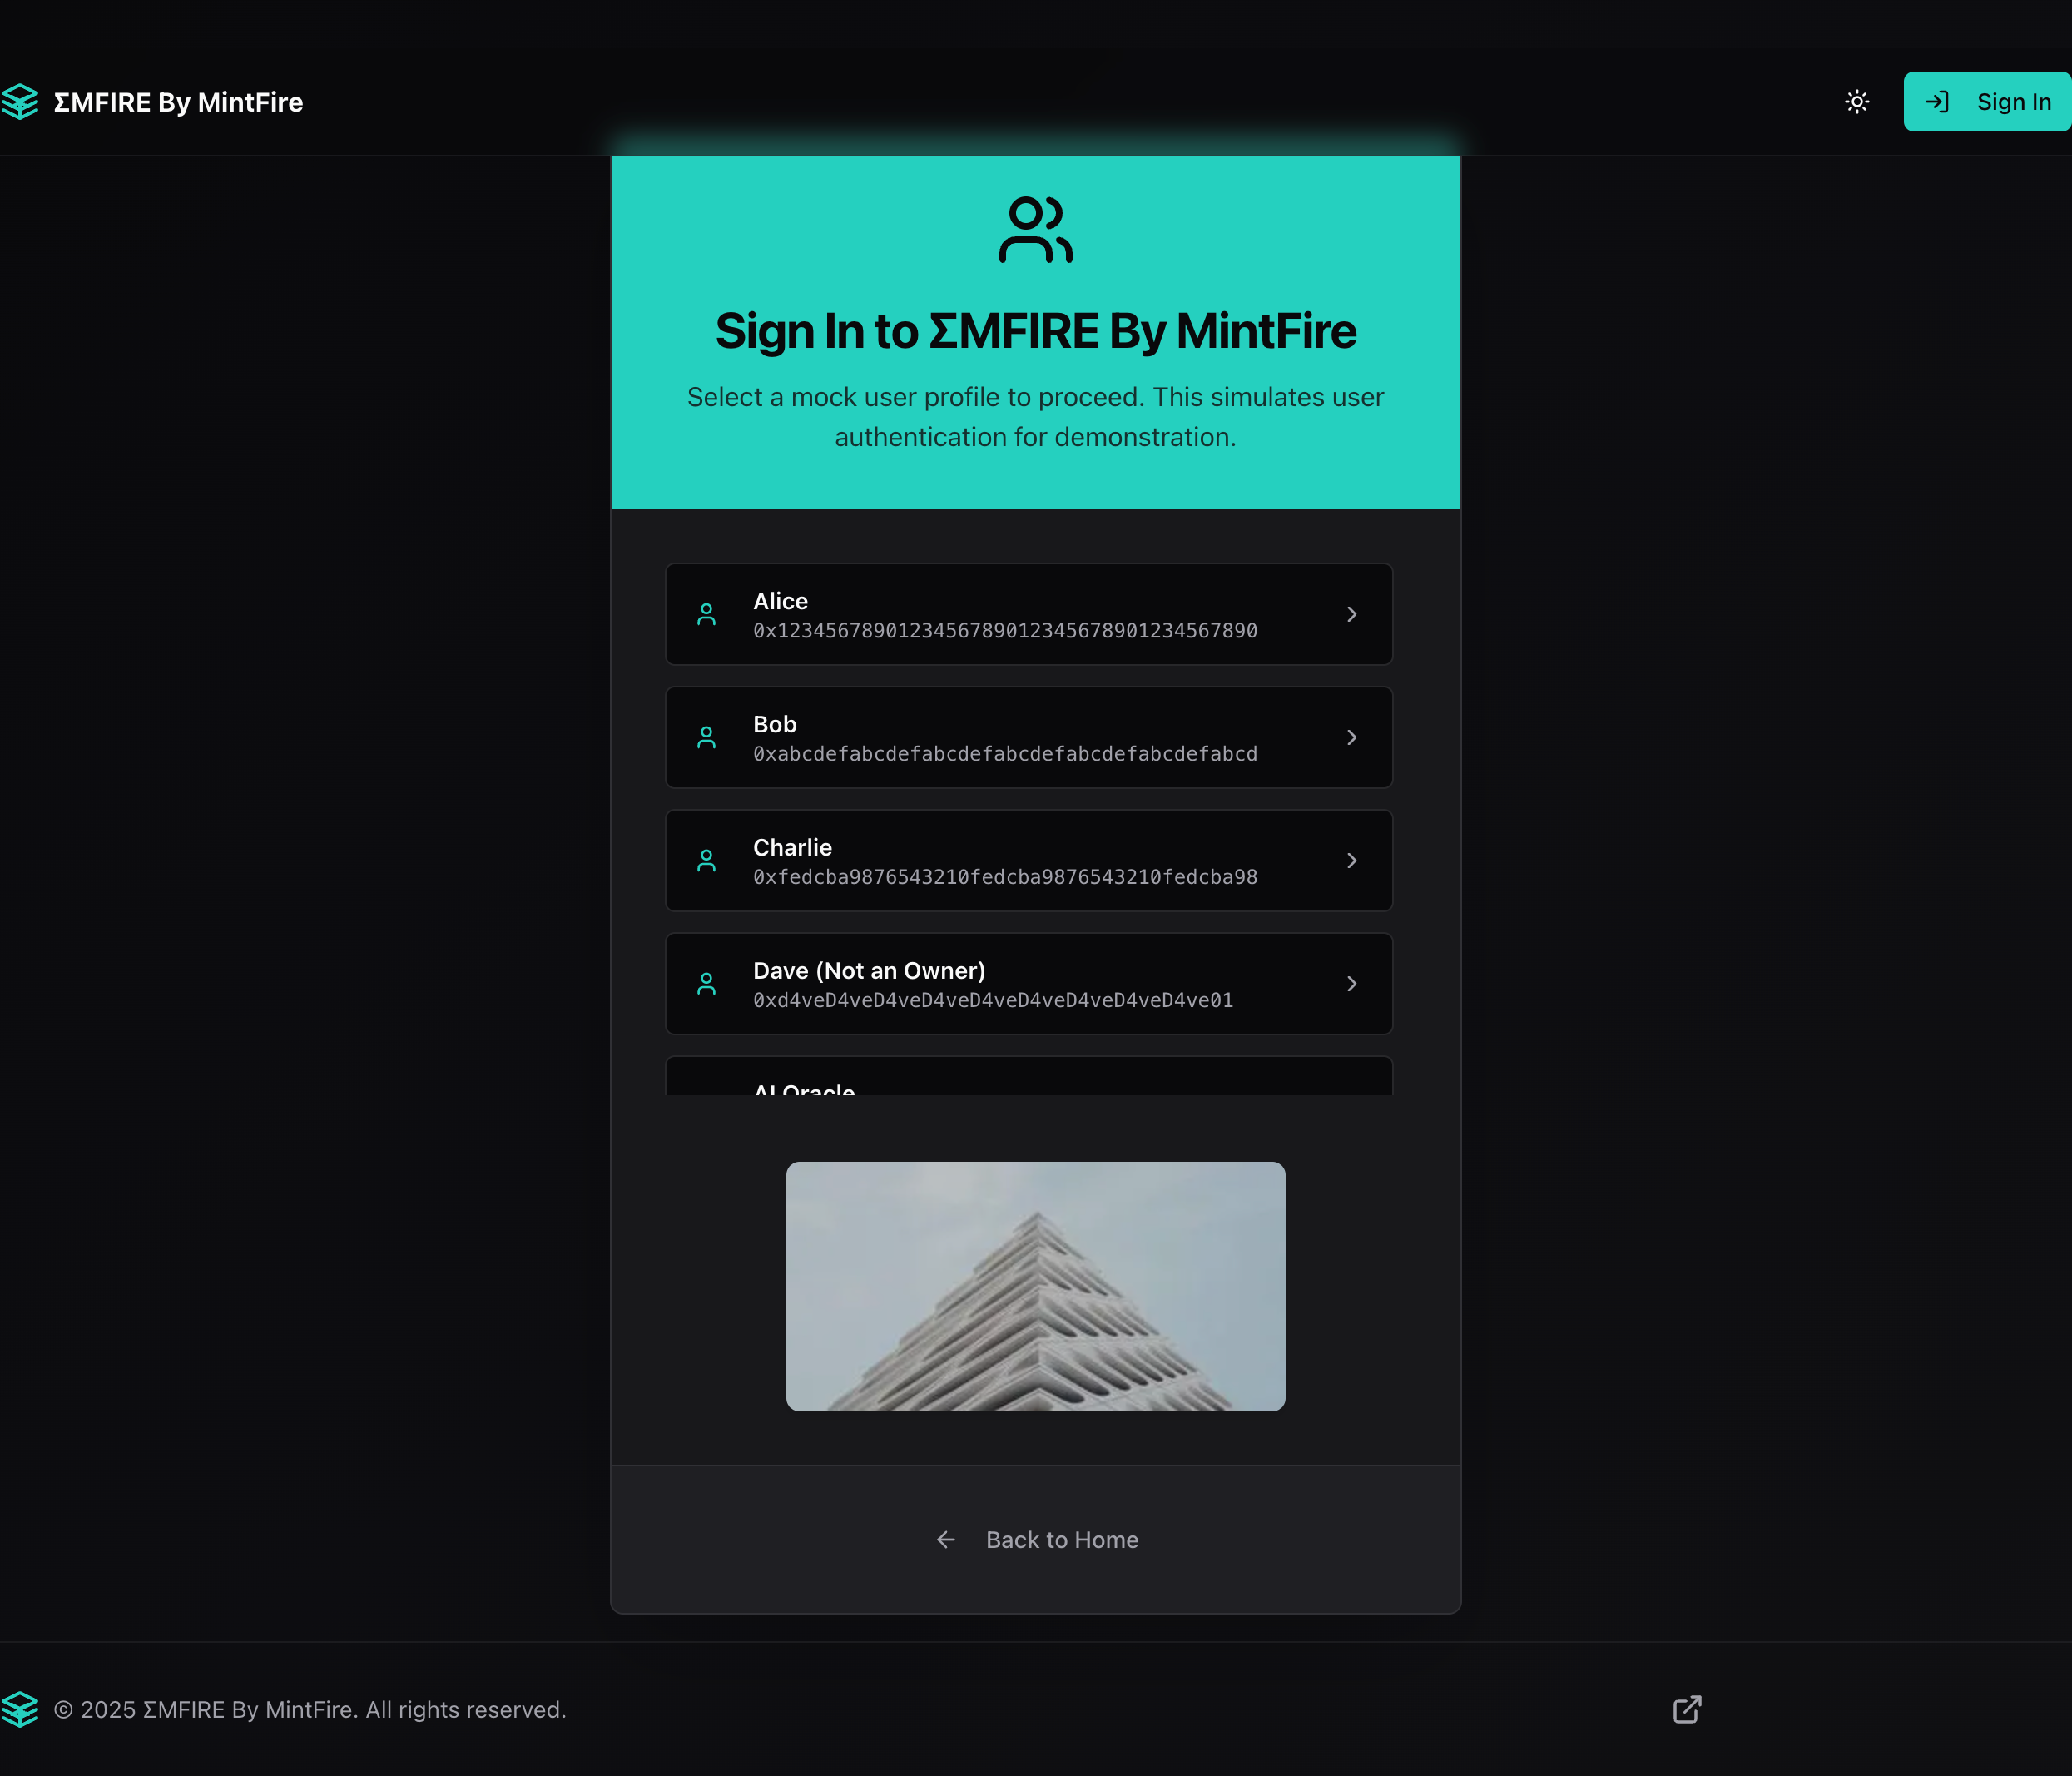 ΣMFIRE By MintFire
Sign In
Sign In to ΣMFIRE By MintFire
Select a mock user profile to proceed. This simulates user
authentication for demonstration.
Alice
0x1234567890123456789012345678901234567890
Bob
0xabcdefabcdefabcdefabcdefabcdefabcdefabcd
Charlie
0xfedcba9876543210fedcba9876543210fedcba98
Dave (Not an Owner)
0xd4veD4veD4veD4veD4veD4veD4veD4veD4ve01
AI Oracle
Back to Home
© 2025 ΣMFIRE By MintFire. All rights reserved.